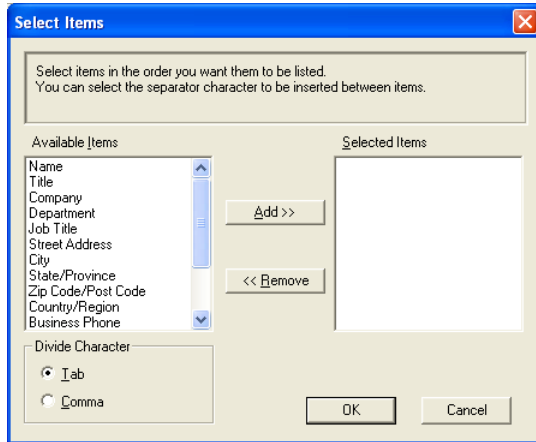 Select Items
Select items in the order you want them to be listed.
You can select the separator character to be inserted between items.
Available Items
Selected Items
Name
Title
Company
Department
Job Title
Street Address
City
State/Province
Zip Code/Post Code
Country/Region
Business Phone
Add >>
<< Remove
Divide Character
Tab
Comma
OK
Cancel